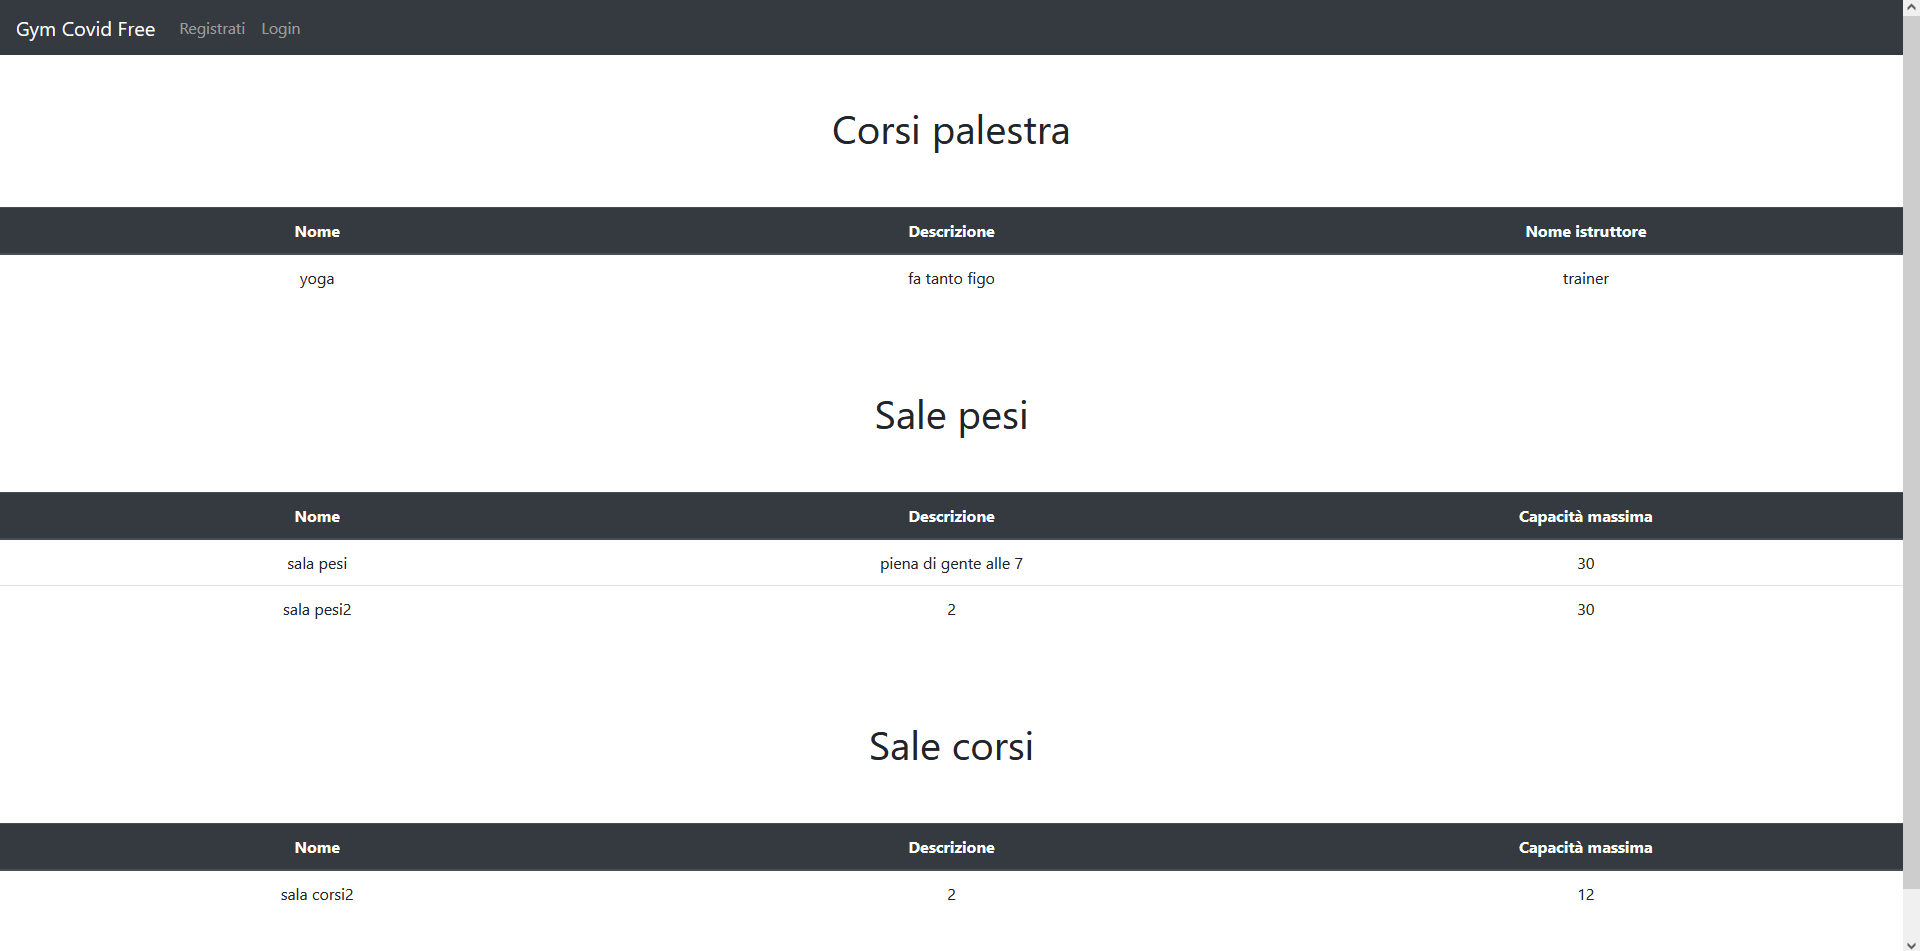 Gym Covid Free Registrati Login
Corsi palestra
Nome Descrizione Nome istruttore
yoga fa tanto figo trainer
Sale pesi
Nome Descrizione Capacità massima
sala pesi piena di gente alle 7 30
sala pesi2 2 30
Sale corsi
Nome Descrizione Capacità massima
sala corsi2 2 12